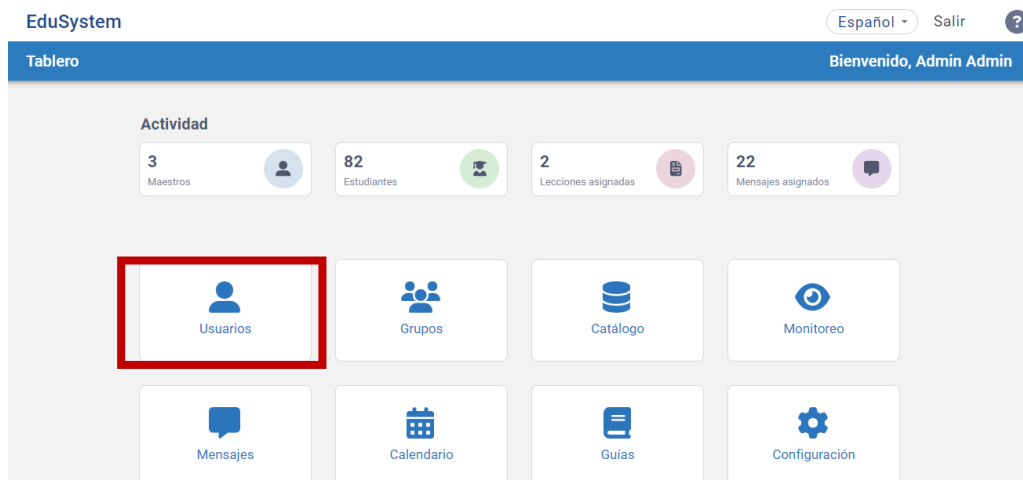 EduSystem
Español
Salir
?
Tablero
Bienvenido, Admin Admin
Actividad
3
Maestros
82
Estudiantes
2
Lecciones asignadas
22
Mensajes asignados
Usuarios
Grupos
Catálogo
Monitoreo
Mensajes
Calendario
Guías
Configuración